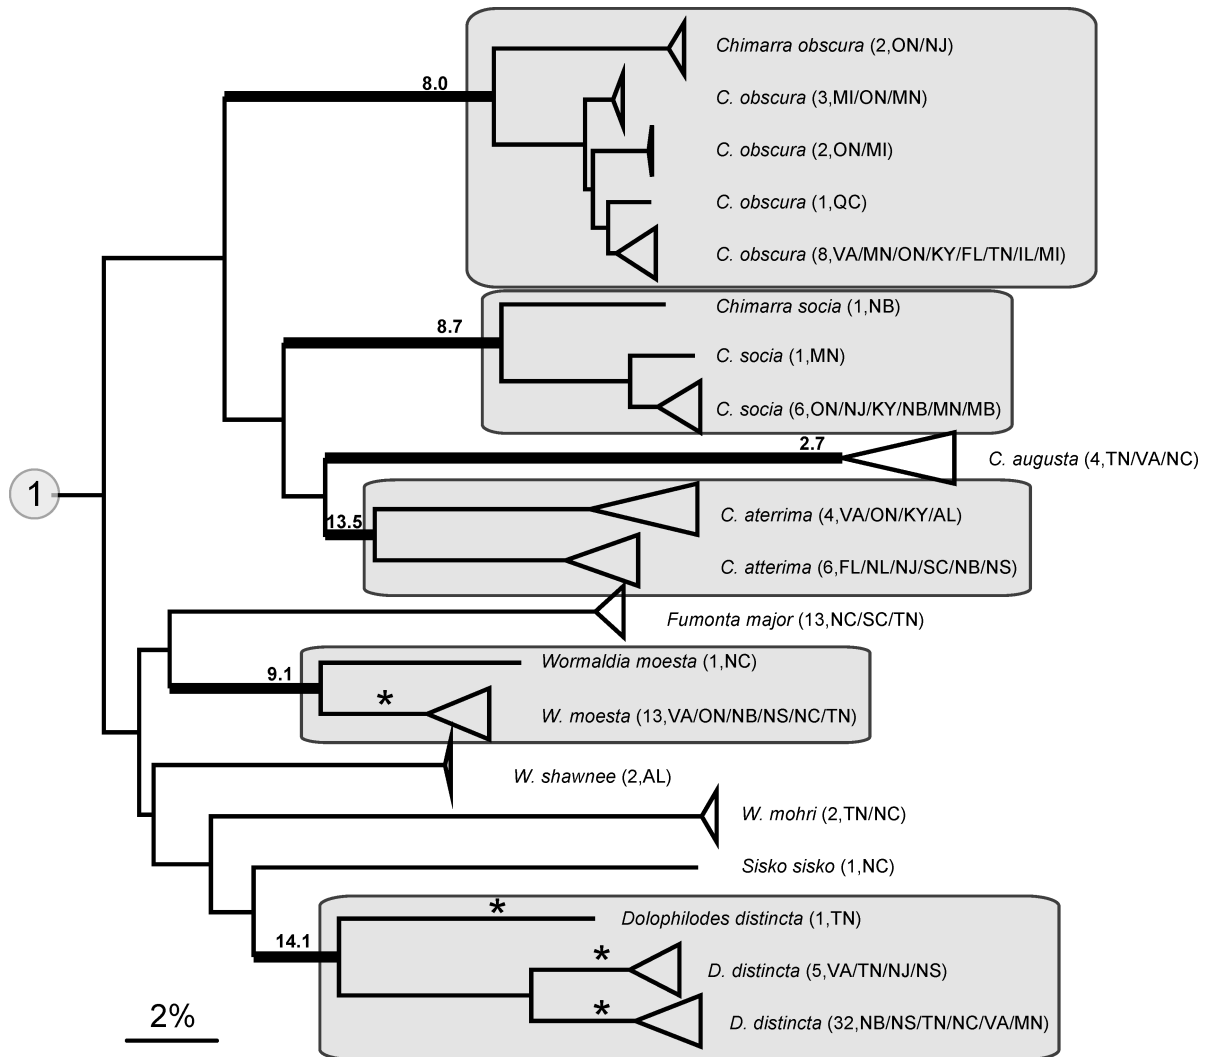 Chimarra obscura (2,ON/NJ)
8.0
C. obscura (3,MI/ON/MN)
C. obscura (2,ON/MI)
C. obscura (1,QC)
C. obscura (8,VA/MN/ON/KY/FL/TN/IL/MI)
Chimarra socia (1,NB)
8.7
C. socia (1,MN)
C. socia (6,ON/NJ/KY/NB/MN/MB)
2.7
C. augusta (4,TN/VA/NC)
1
C. aterrima (4,VA/ON/KY/AL)
13.5
C. atterima (6,FL/NL/NJ/SC/NB/NS)
Fumonta major (13,NC/SC/TN)
Wormaldia moesta (1,NC)
9.1
*
W. moesta (13,VA/ON/NB/NS/NC/TN)
W. shawnee (2,AL)
W. mohri (2,TN/NC)
Sisko sisko (1,NC)
*
Dolophilodes distincta (1,TN)
14.1
*
D. distincta (5,VA/TN/NJ/NS)
*
D. distincta (32,NB/NS/TN/NC/VA/MN)
2%